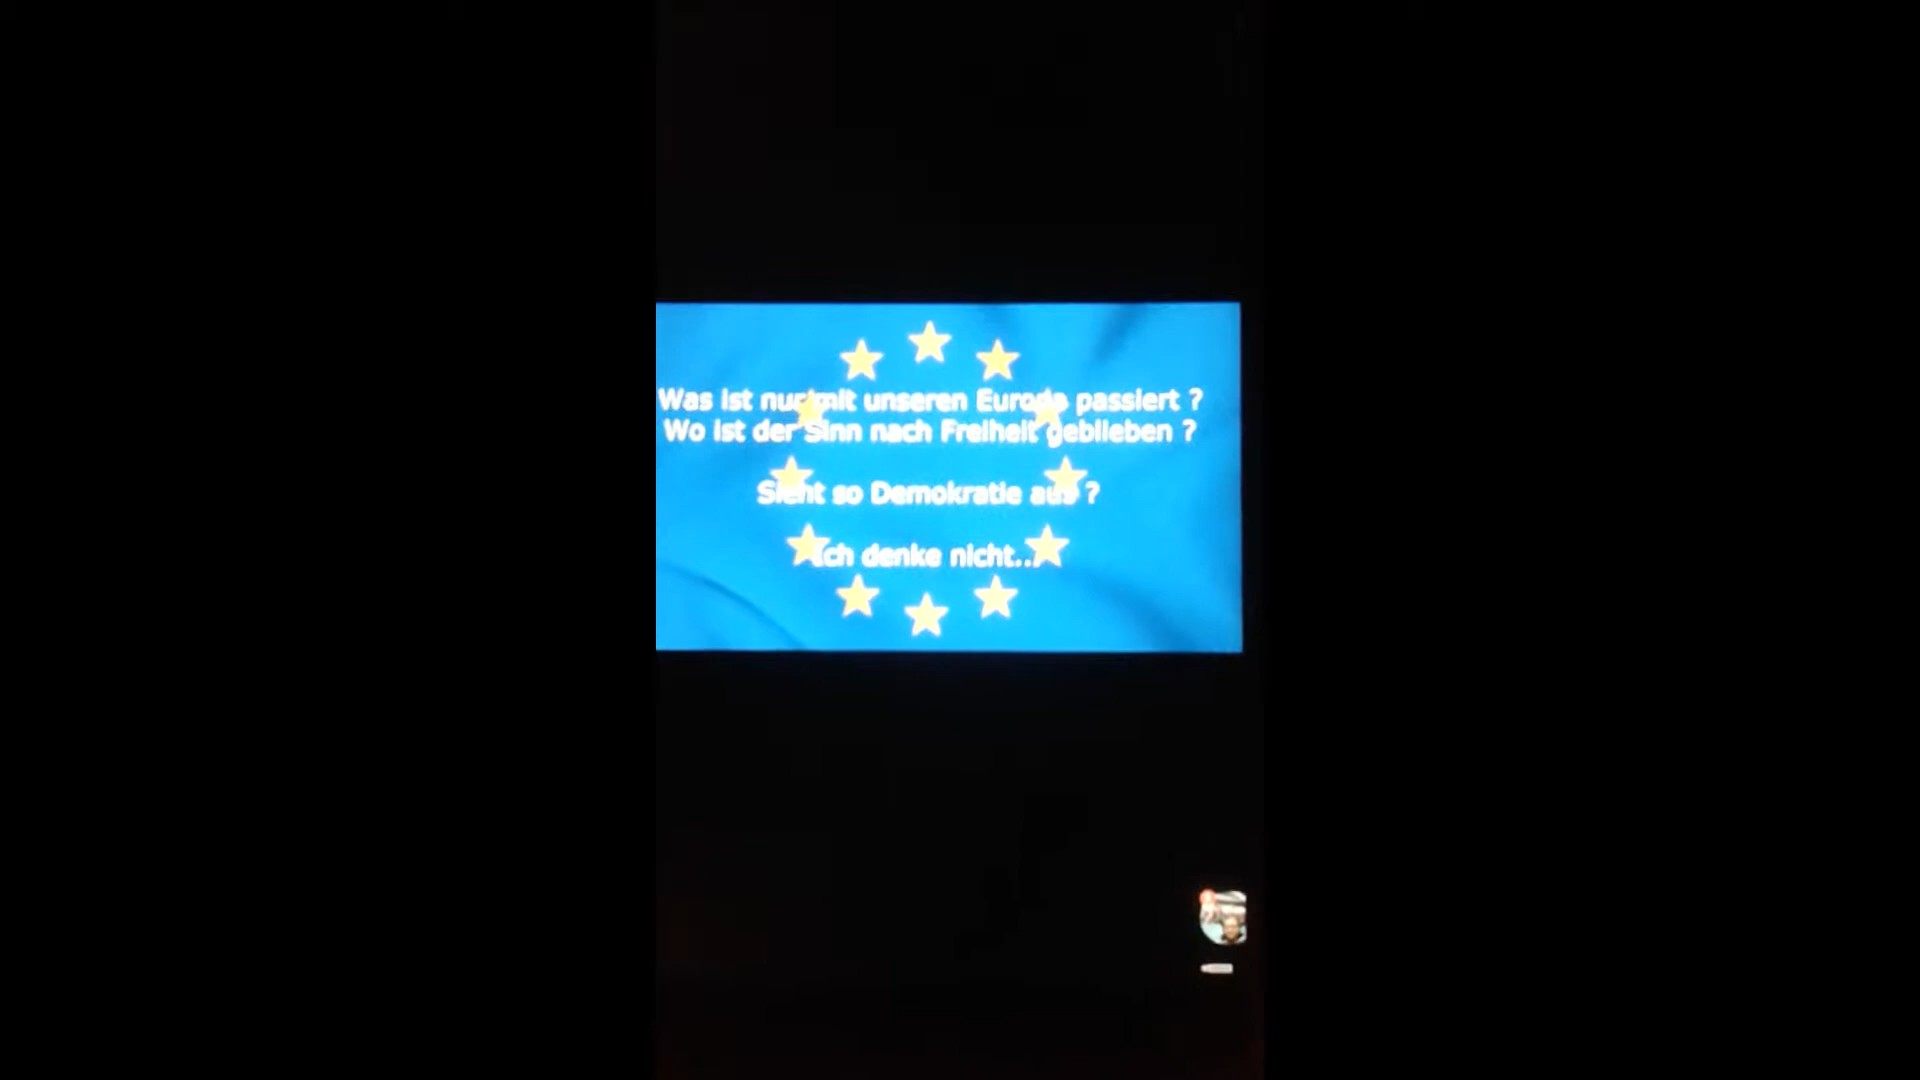 Was ist nur mit unseren Europa passiert ?
Wo ist der Sinn nach Freiheit geblieben ?
Sieht so Demokratie aus ?
Ich denke nicht...